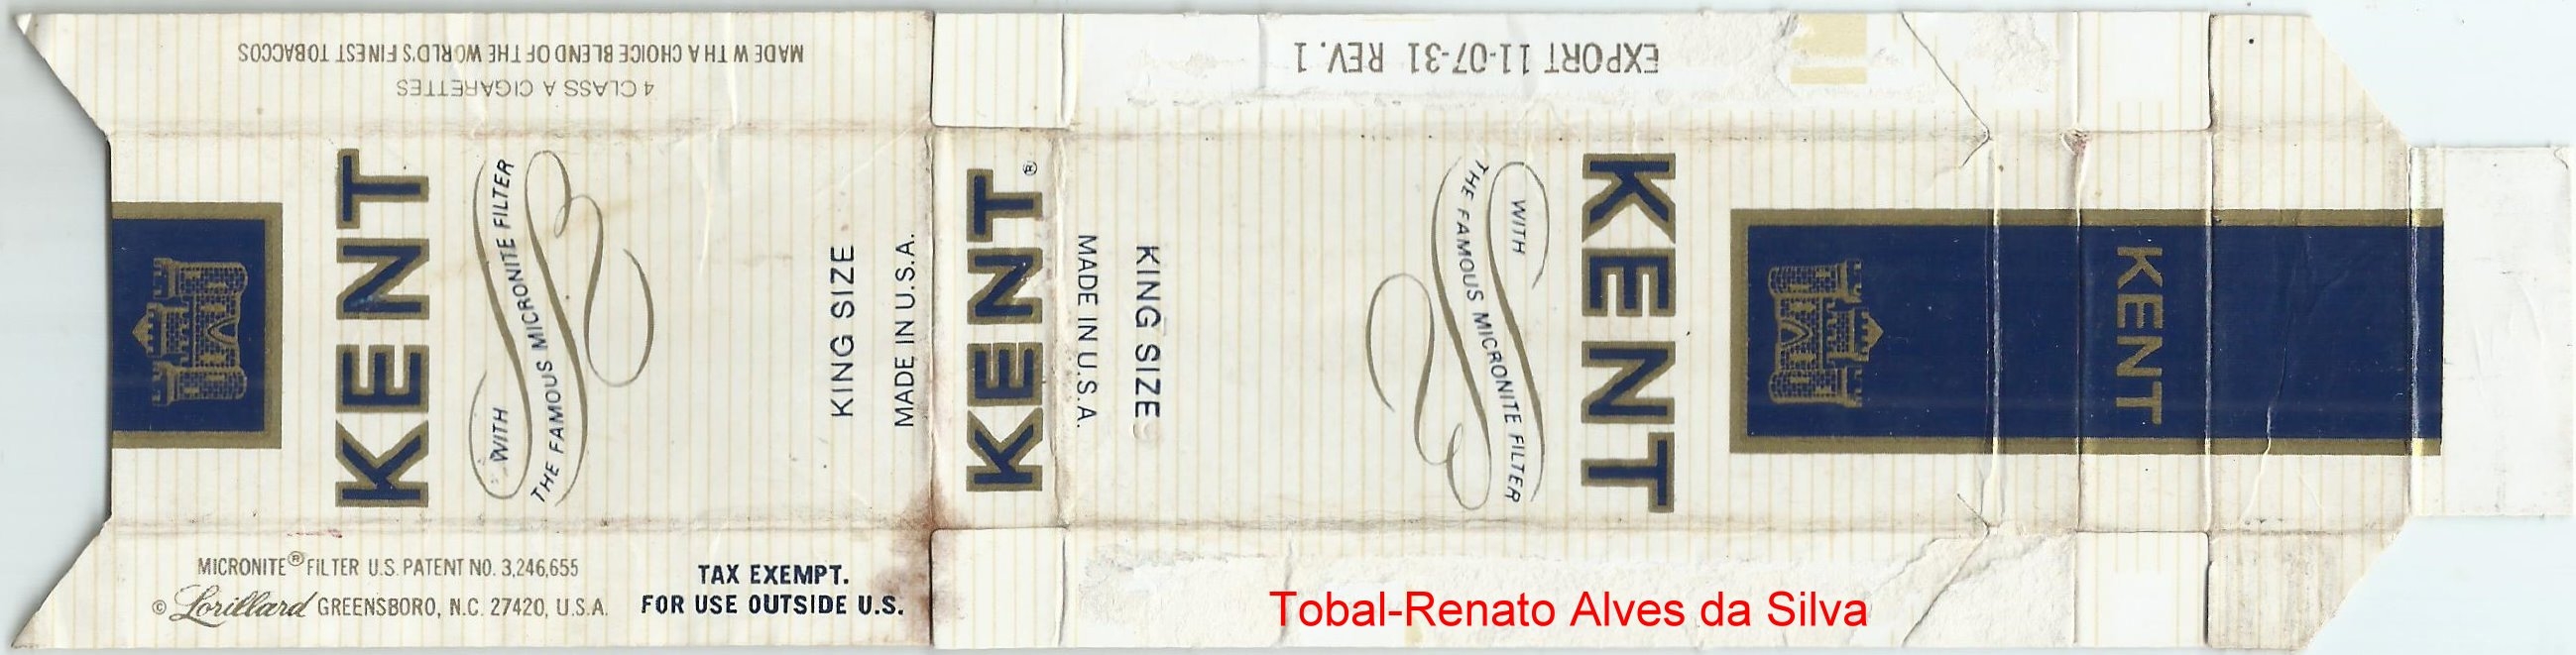 MADE WITH A CHOICE BLEND OF THE WORLD'S FINEST TOBACCOS
4 CLASS A CIGARETTES
KENT
WITH
THE FAMOUS MICRONITE FILTER
KING SIZE
MADE IN U.S.A.
MICRONITE® FILTER U.S. PATENT NO. 3,246,655
© Lorillard GREENSBORO, N.C. 27420, U.S.A.
TAX EXEMPT.
FOR USE OUTSIDE U.S.
KENT®
MADE IN U.S.A.
KING SIZE
EXPORT 11-07-31 REV. 1
WITH
THE FAMOUS MICRONITE FILTER
KENT
KENT
Tobal-Renato Alves da Silva